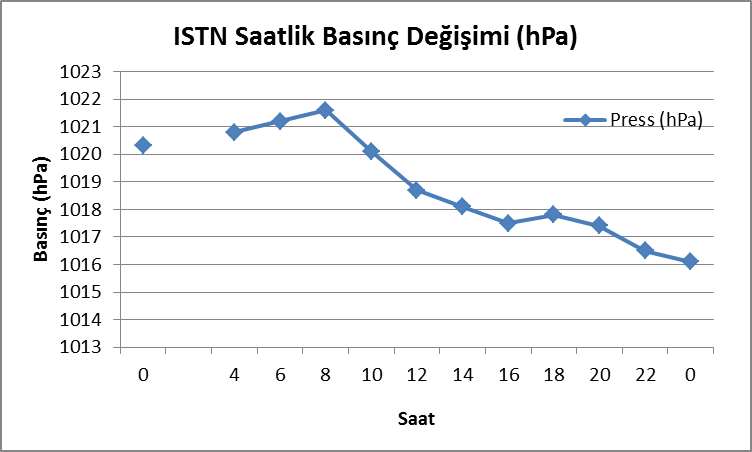 ISTN Saatlik Basınç Değişimi (hPa)
1023
1022
1021
1020
1019
1018
1017
1016
1015
1014
1013
Basınç (hPa)
Press (hPa)
0 4 6 8 10 12 14 16 18 20 22 0
Saat